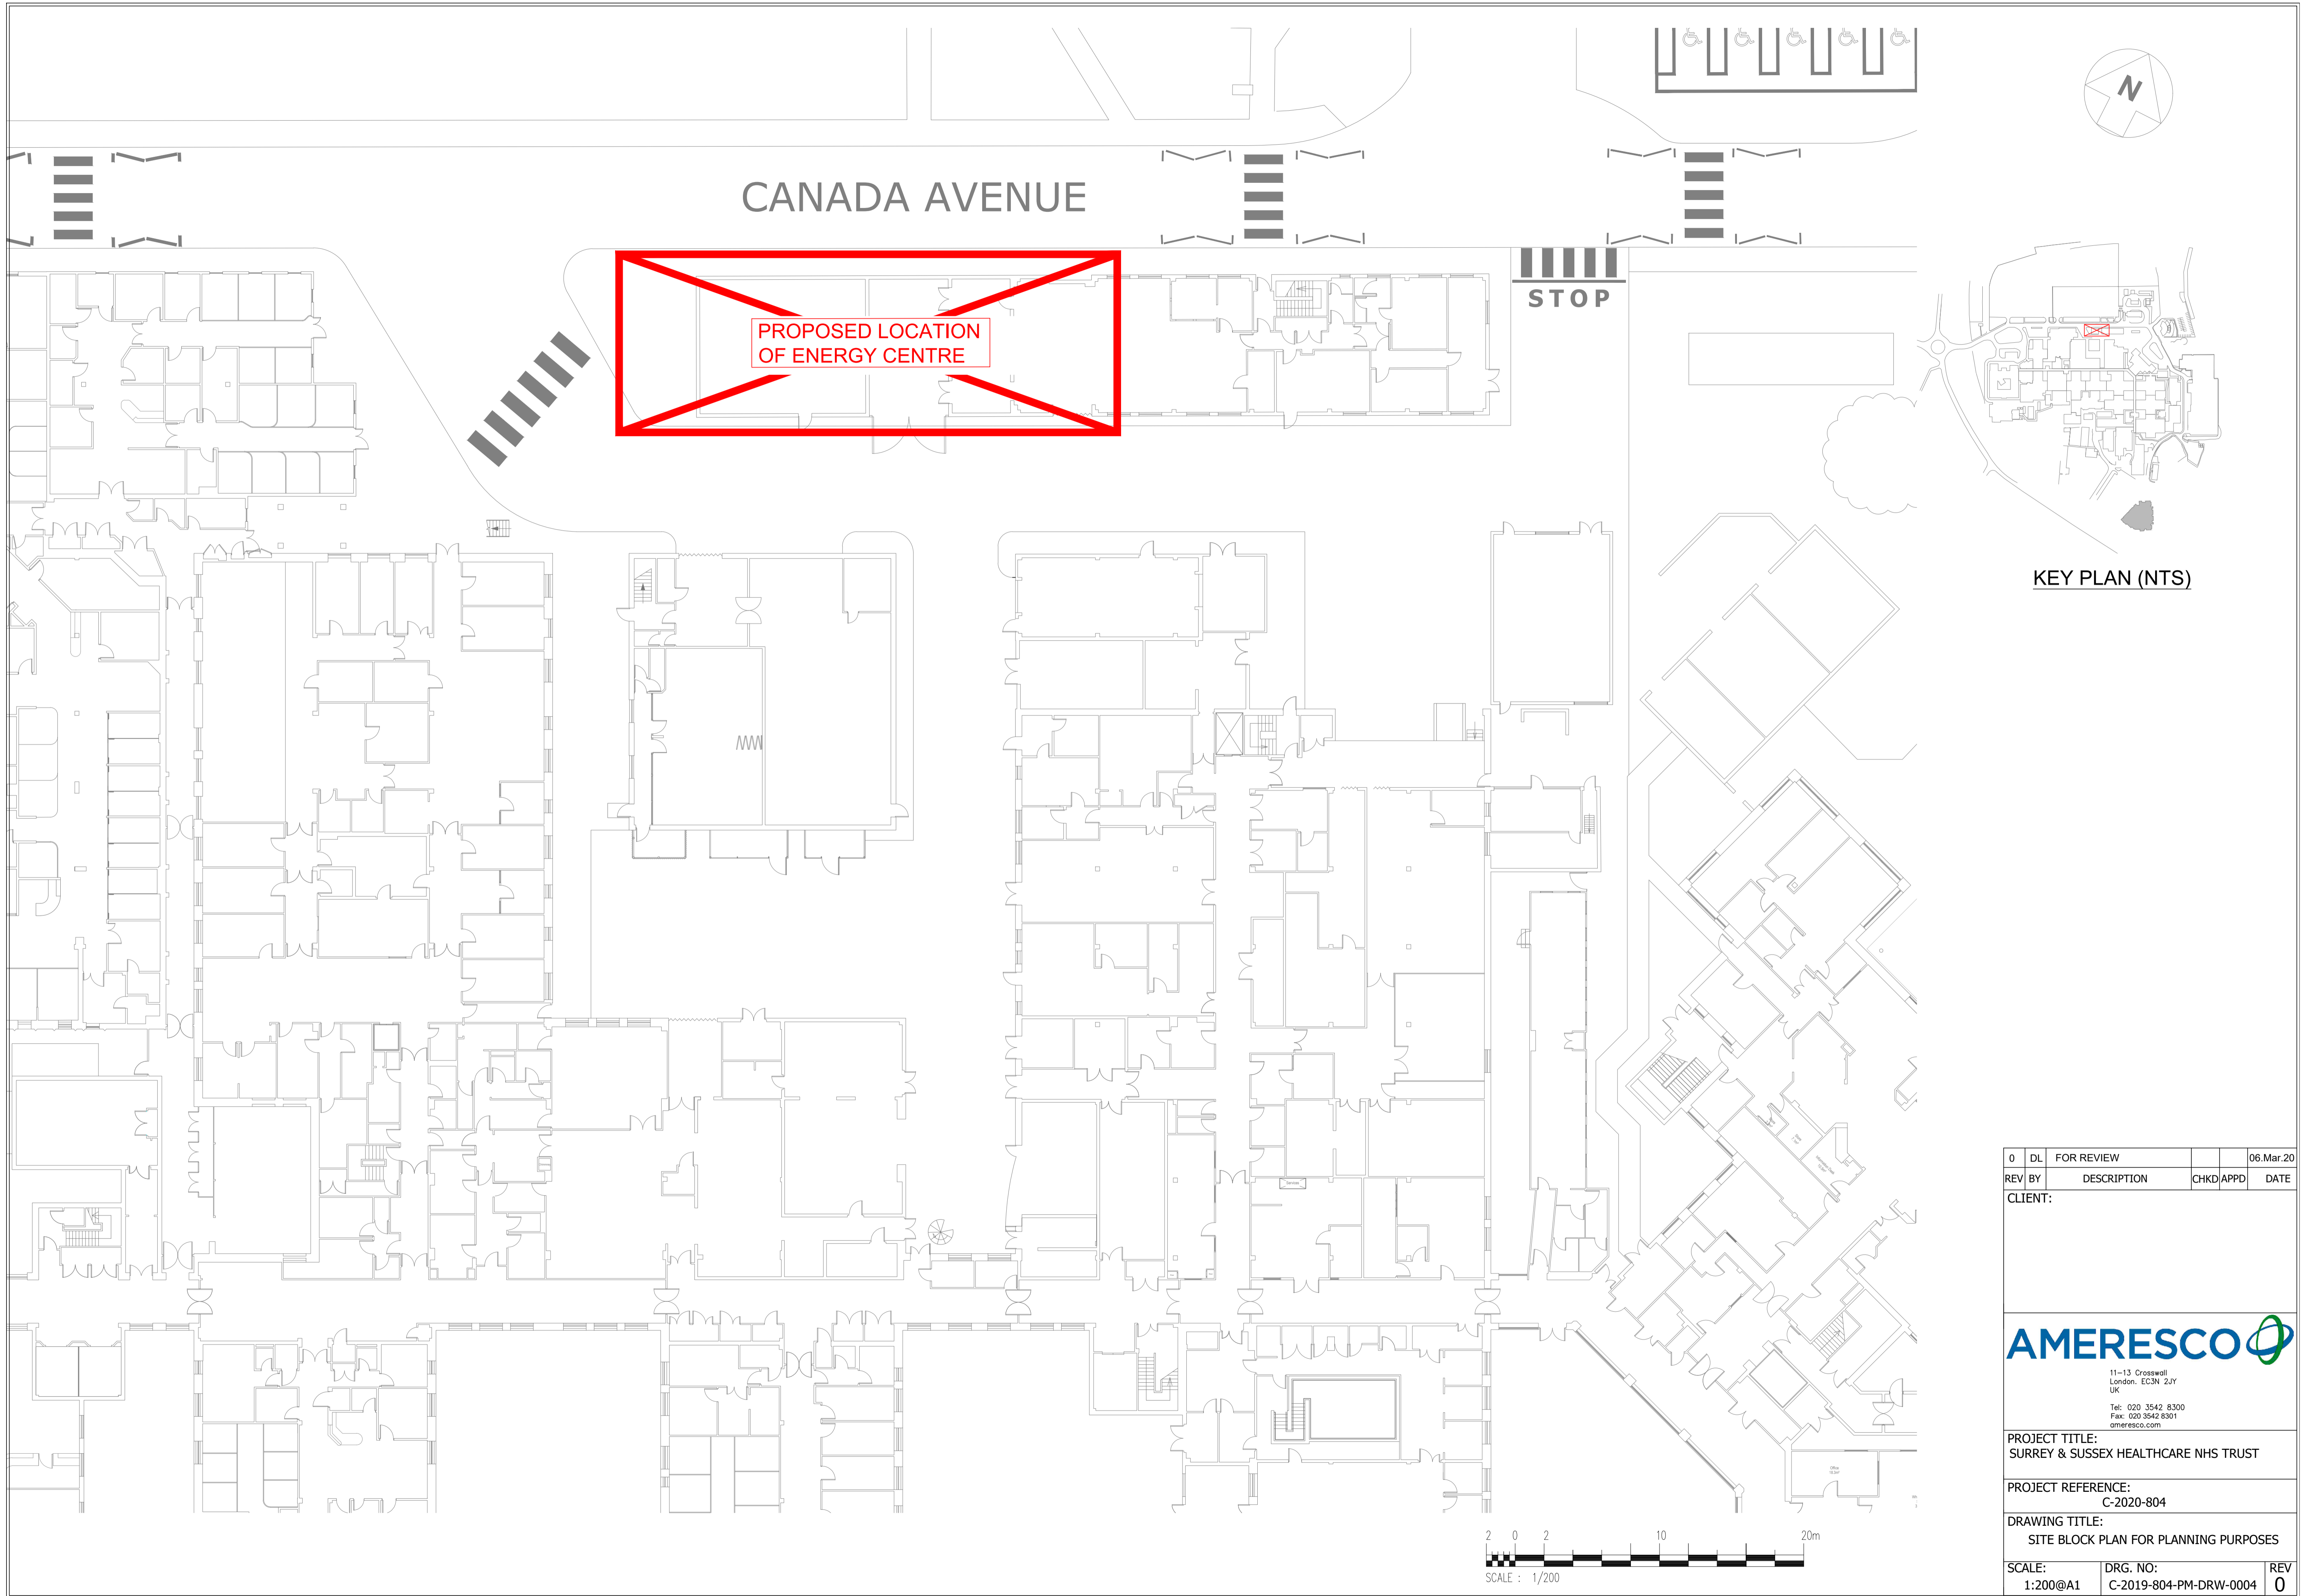 CANADA AVENUE
N
STOP
PROPOSED LOCATION
OF ENERGY CENTRE
KEY PLAN (NTS)
Services
Office
2 0 2 10 20m
SCALE : 1/200
0 DL FOR REVIEW 06.Mar.20
REV BY DESCRIPTION CHKD APPD DATE
CLIENT:
AMERESCO
11-13 Crosswall
London. EC3N 2JY
UK
Tel: 020 3542 8300
Fax: 020 3542 8301
ameresco.com
PROJECT TITLE:
SURREY & SUSSEX HEALTHCARE NHS TRUST
PROJECT REFERENCE:
C-2020-804
DRAWING TITLE:
SITE BLOCK PLAN FOR PLANNING PURPOSES
SCALE: DRG. NO: REV
1:200@A1 C-2019-804-PM-DRW-0004 0